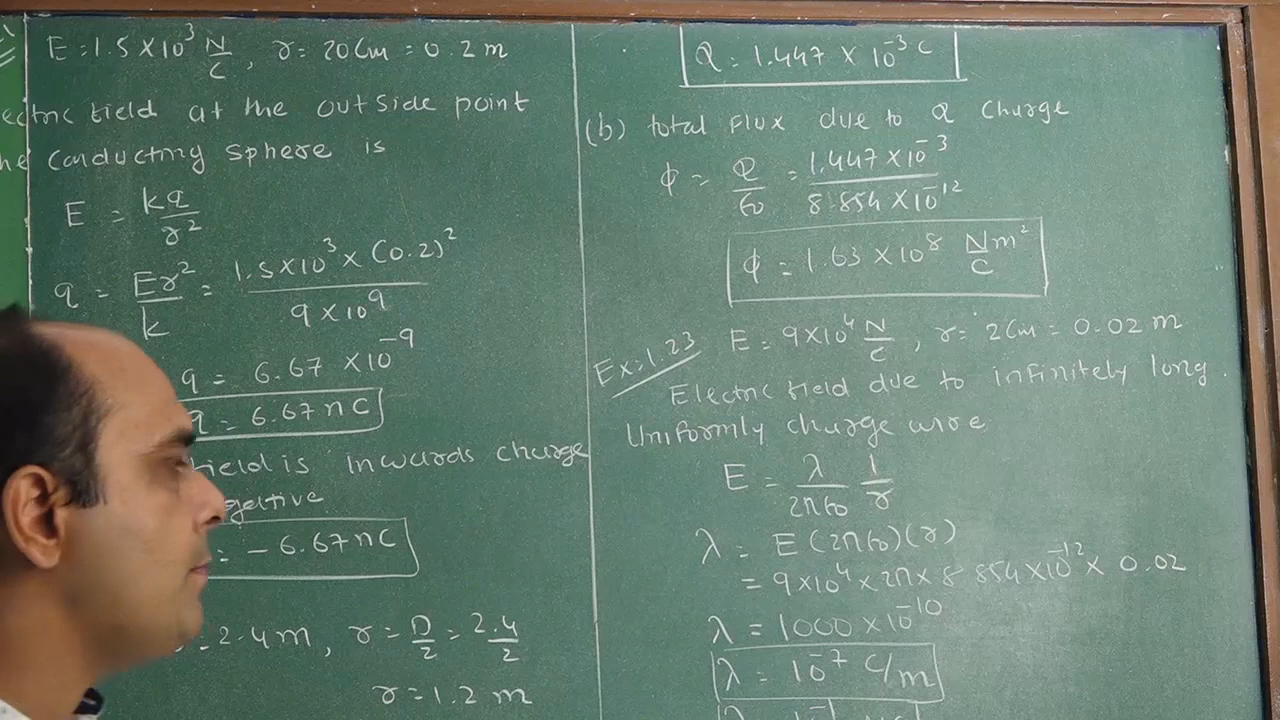 E = 1.5 × 10³ N/C , r = 20 cm = 0.2 m
ectric field at the outside point
he conducting sphere is
E = kq/r²
q = Er²/k = 1.5×10³ × (0.2)²/9 × 10⁹
q = 6.67 × 10⁻⁹
q = 6.67 nC
field is inwards charge
gettive
= - 6.67 nC
= 2.4 m, r = D/2 = 2.4/2
r = 1.2 m
Q = 1.447 × 10⁻³ C
(b) total flux due to Q charge
ϕ = Q/ϵ0 = 1.447 × 10⁻³/8.854 × 10⁻¹²
ϕ = 1.63 × 10⁸ Nm²/C
Ex:1.23 E = 9×10⁴ N/C , r = 2 cm = 0.02 m
Electric field due to infinitely long.
Uniformly charge wire
E = λ/2πϵ0 1/r
λ = E (2πϵ0)(r)
= 9×10⁴ × 2π × 8.854×10⁻¹² × 0.02
λ = 1000 × 10⁻¹⁰
λ = 10⁻⁷ C/m